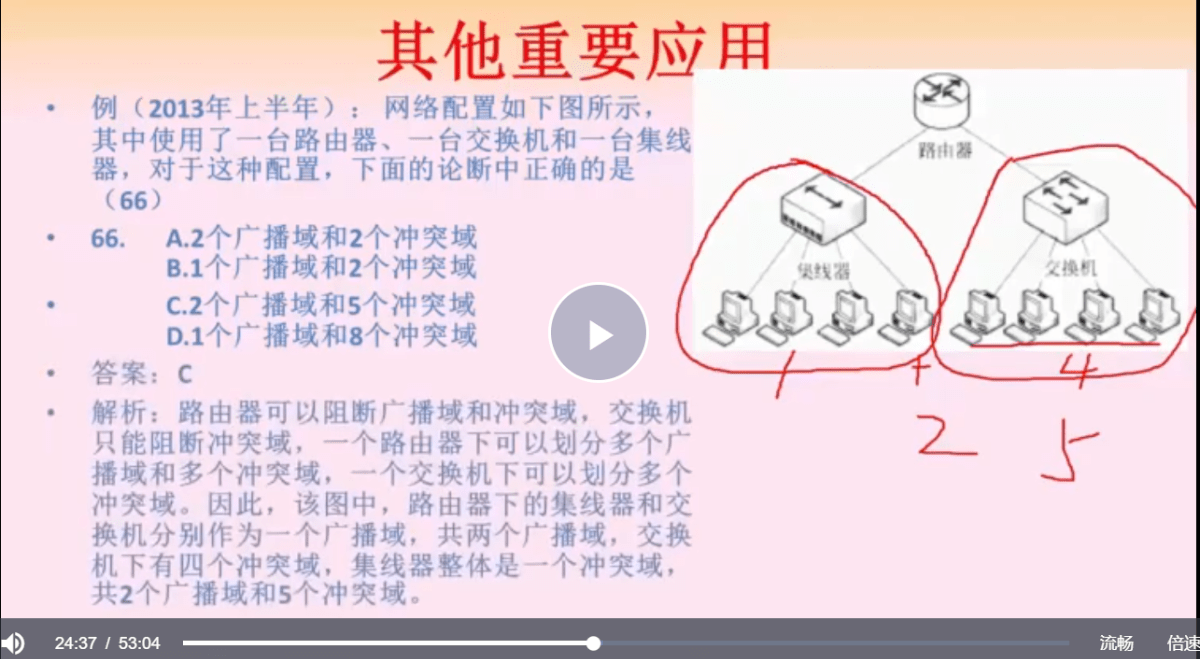 其他重要应用
例（2013年上半年）： 网络配置如下图所示，
其中使用了一台路由器、一台交换机和一台集线
器，对于这种配置，下面的论断中正确的是
（66）
66. A.2个广播域和2个冲突域
B.1个广播域和2个冲突域
C.2个广播域和5个冲突域
D.1个广播域和8个冲突域
答案：C
解析：路由器可以阻断广播域和冲突域，交换机
只能阻断冲突域，一个路由器下可以划分多个广
播域和多个冲突域，一个交换机下可以划分多个
冲突域。因此，该图中，路由器下的集线器和交
换机分别作为一个广播域，共两个广播域，交换
机下有四个冲突域，集线器整体是一个冲突域，
共2个广播域和5个冲突域。
路由器
集线器
交换机
1 + 4
2 5
24:37 / 53:04
流畅
倍速